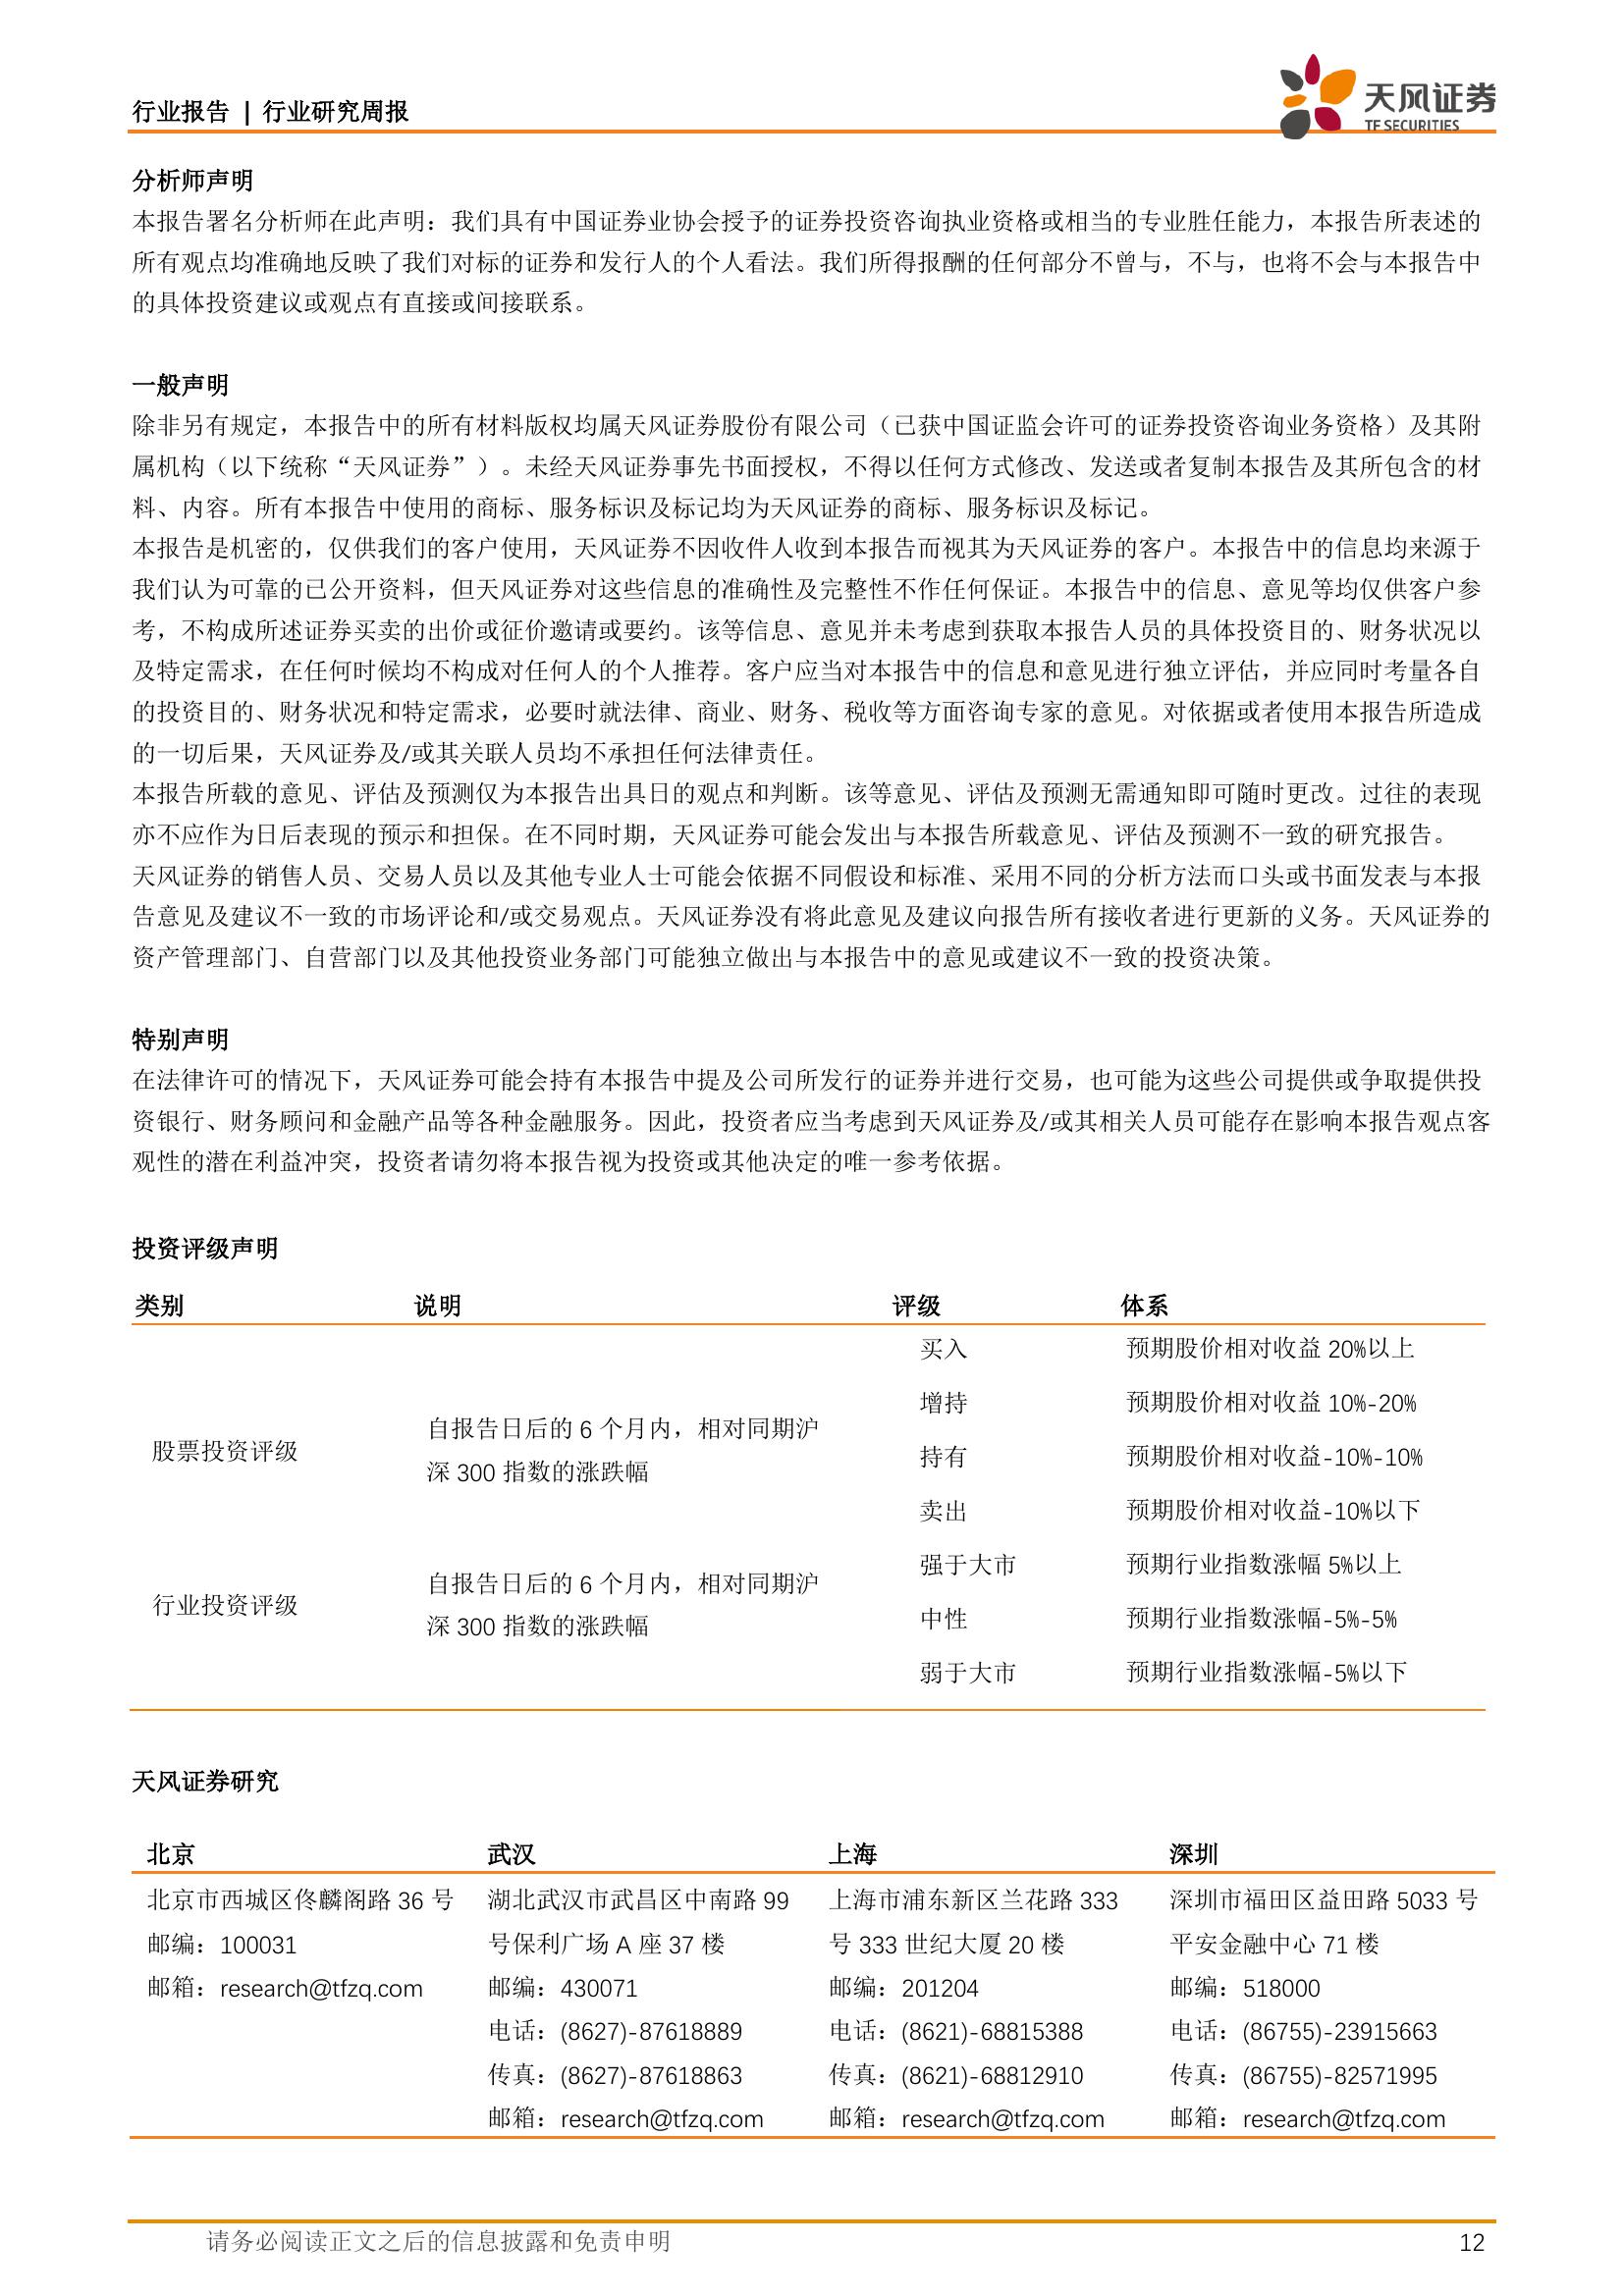 行业报告 | 行业研究周报
天风证券
TF SECURITIES
分析师声明
本报告署名分析师在此声明：我们具有中国证券业协会授予的证券投资咨询执业资格或相当的专业胜任能力，本报告所表述的
所有观点均准确地反映了我们对标的证券和发行人的个人看法。我们所得报酬的任何部分不曾与，不与，也将不会与本报告中
的具体投资建议或观点有直接或间接联系。
一般声明
除非另有规定，本报告中的所有材料版权均属天风证券股份有限公司（已获中国证监会许可的证券投资咨询业务资格）及其附
属机构（以下统称“天风证券”）。未经天风证券事先书面授权，不得以任何方式修改、发送或者复制本报告及其所包含的材
料、内容。所有本报告中使用的商标、服务标识及标记均为天风证券的商标、服务标识及标记。
本报告是机密的，仅供我们的客户使用，天风证券不因收件人收到本报告而视其为天风证券的客户。本报告中的信息均来源于
我们认为可靠的已公开资料，但天风证券对这些信息的准确性及完整性不作任何保证。本报告中的信息、意见等均仅供客户参
考，不构成所述证券买卖的出价或征价邀请或要约。该等信息、意见并未考虑到获取本报告人员的具体投资目的、财务状况以
及特定需求，在任何时候均不构成对任何人的个人推荐。客户应当对本报告中的信息和意见进行独立评估，并应同时考量各自
的投资目的、财务状况和特定需求，必要时就法律、商业、财务、税收等方面咨询专家的意见。对依据或者使用本报告所造成
的一切后果，天风证券及/或其关联人员均不承担任何法律责任。
本报告所载的意见、评估及预测仅为本报告出具日的观点和判断。该等意见、评估及预测无需通知即可随时更改。过往的表现
亦不应作为日后表现的预示和担保。在不同时期，天风证券可能会发出与本报告所载意见、评估及预测不一致的研究报告。
天风证券的销售人员、交易人员以及其他专业人士可能会依据不同假设和标准、采用不同的分析方法而口头或书面发表与本报
告意见及建议不一致的市场评论和/或交易观点。天风证券没有将此意见及建议向报告所有接收者进行更新的义务。天风证券的
资产管理部门、自营部门以及其他投资业务部门可能独立做出与本报告中的意见或建议不一致的投资决策。
特别声明
在法律许可的情况下，天风证券可能会持有本报告中提及公司所发行的证券并进行交易，也可能为这些公司提供或争取提供投
资银行、财务顾问和金融产品等各种金融服务。因此，投资者应当考虑到天风证券及/或其相关人员可能存在影响本报告观点客
观性的潜在利益冲突，投资者请勿将本报告视为投资或其他决定的唯一参考依据。
投资评级声明
类别 说明 评级 体系
股票投资评级
自报告日后的 6 个月内，相对同期沪
深 300 指数的涨跌幅
买入 预期股价相对收益 20%以上
增持 预期股价相对收益 10%-20%
持有 预期股价相对收益-10%-10%
卖出 预期股价相对收益-10%以下
行业投资评级
自报告日后的 6 个月内，相对同期沪
深 300 指数的涨跌幅
强于大市 预期行业指数涨幅 5%以上
中性 预期行业指数涨幅-5%-5%
弱于大市 预期行业指数涨幅-5%以下
天风证券研究
北京 武汉 上海 深圳
北京市西城区佟麟阁路 36 号 湖北武汉市武昌区中南路 99 上海市浦东新区兰花路 333 深圳市福田区益田路 5033 号
邮编：100031 号保利广场 A 座 37 楼 号 333 世纪大厦 20 楼 平安金融中心 71 楼
邮箱：research@tfzq.com 邮编：430071 邮编：201204 邮编：518000
电话：(8627)-87618889 电话：(8621)-68815388 电话：(86755)-23915663
传真：(8627)-87618863 传真：(8621)-68812910 传真：(86755)-82571995
邮箱：research@tfzq.com 邮箱：research@tfzq.com 邮箱：research@tfzq.com
请务必阅读正文之后的信息披露和免责申明 12